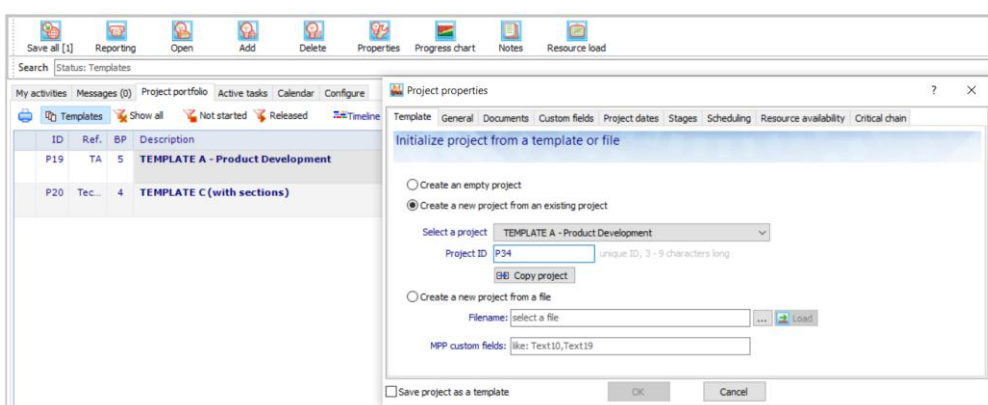 Save all [1] Reporting Open Add Delete Properties Progress chart Notes Resource load
Search Status: Templates
My activities Messages (0) Project portfolio Active tasks Calendar Configure
Templates Show all Not started Released Timeline
ID Ref. BP Description
P19 TA 5 TEMPLATE A - Product Development
P20 Tec... 4 TEMPLATE C (with sections)
Project properties
Template General Documents Custom fields Project dates Stages Scheduling Resource availability Critical chain
Initialize project from a template or file
Create an empty project
Create a new project from an existing project
Select a project TEMPLATE A - Product Development
Project ID P34 unique ID, 3 - 9 characters long
Copy project
Create a new project from a file
Filename: select a file ... Load
MPP custom fields: like: Text10,Text19
Save project as a template OK Cancel